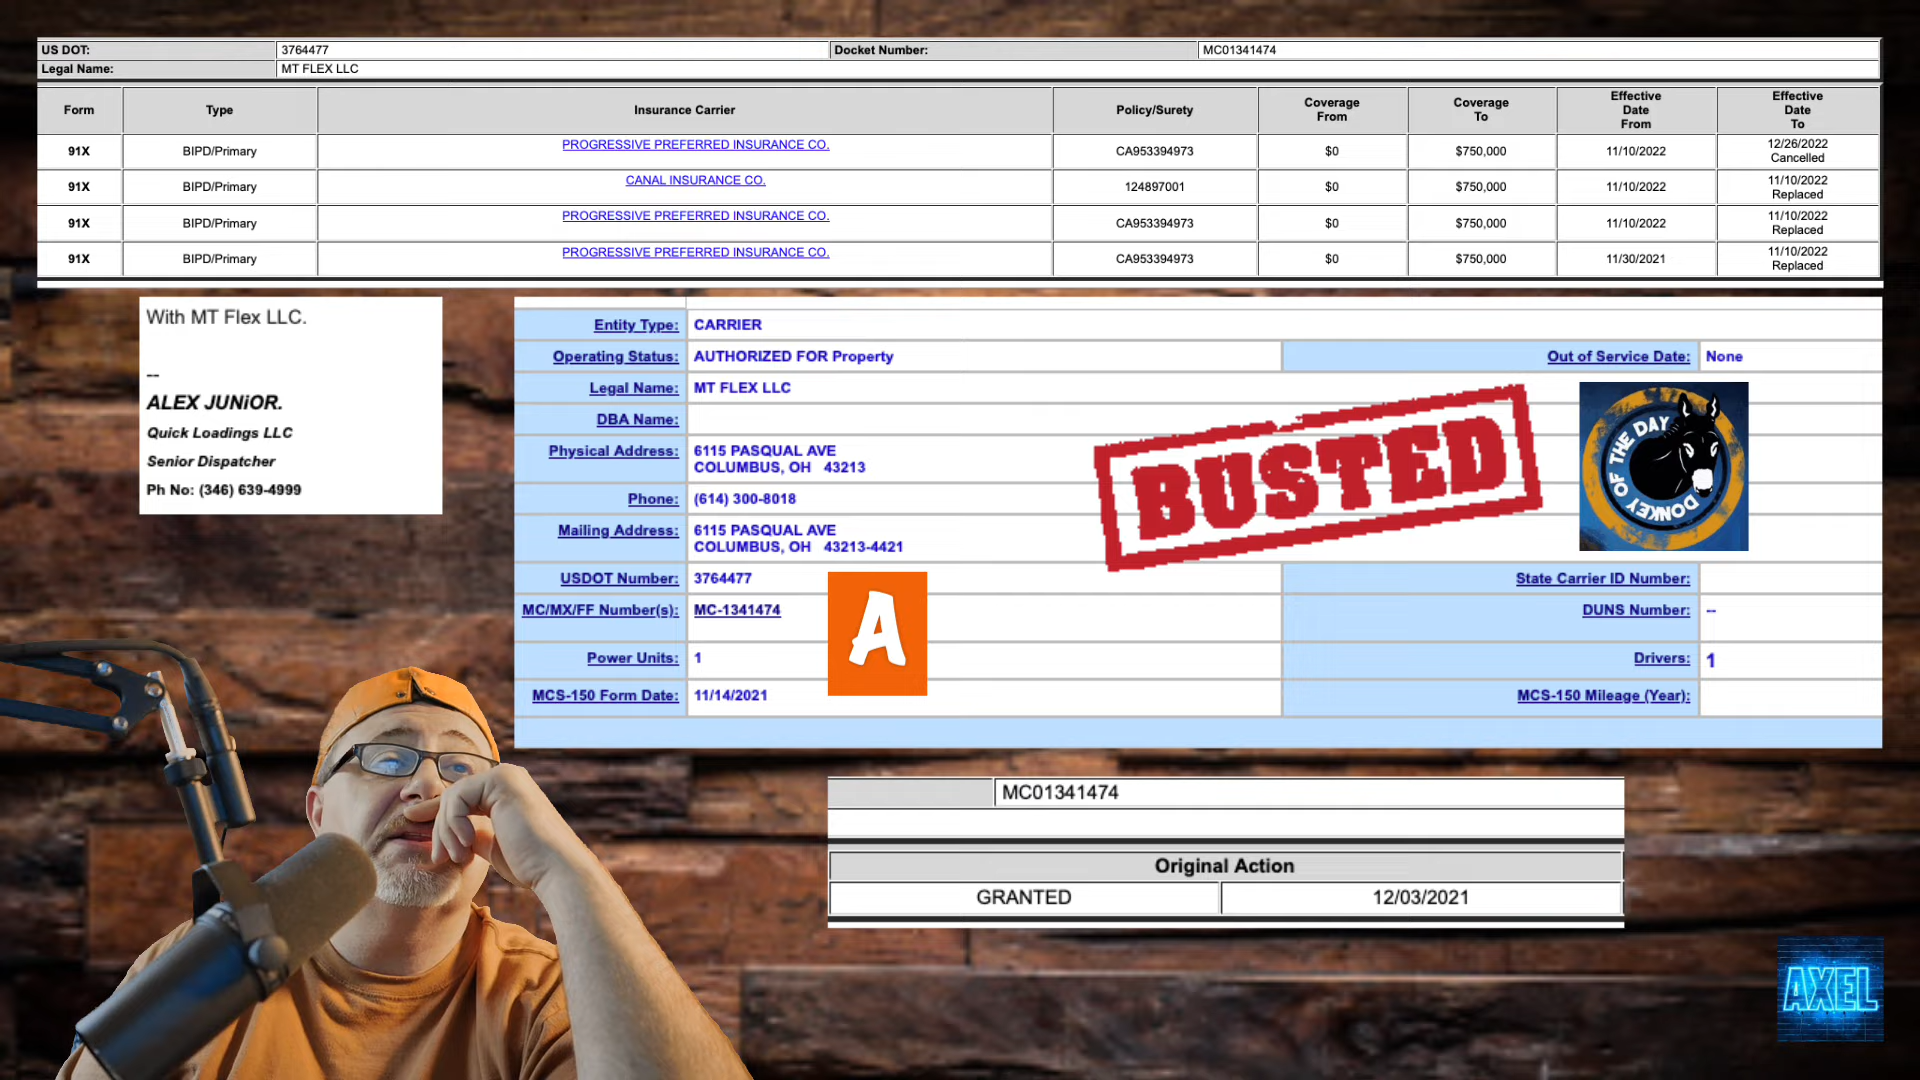 US DOT: 3764477 Docket Number: MC01341474
Legal Name: MT FLEX LLC
Form Type Insurance Carrier Policy/Surety Coverage From Coverage To Effective Date From Effective Date To
91X BIPD/Primary PROGRESSIVE PREFERRED INSURANCE CO. CA953394973 $0 $750,000 11/10/2022 12/26/2022 Cancelled
91X BIPD/Primary CANAL INSURANCE CO. 124897001 $0 $750,000 11/10/2022 11/10/2022 Replaced
91X BIPD/Primary PROGRESSIVE PREFERRED INSURANCE CO. CA953394973 $0 $750,000 11/10/2022 11/10/2022 Replaced
91X BIPD/Primary PROGRESSIVE PREFERRED INSURANCE CO. CA953394973 $0 $750,000 11/30/2021 11/10/2022 Replaced
With MT Flex LLC.
--
ALEX JUNiOR.
Quick Loadings LLC
Senior Dispatcher
Ph No: (346) 639-4999
Entity Type: CARRIER
Operating Status: AUTHORIZED FOR Property Out of Service Date: None
Legal Name: MT FLEX LLC
DBA Name:
Physical Address: 6115 PASQUAL AVE
COLUMBUS, OH 43213
Phone: (614) 300-8018
Mailing Address: 6115 PASQUAL AVE
COLUMBUS, OH 43213-4421
USDOT Number: 3764477 State Carrier ID Number:
MC/MX/FF Number(s): MC-1341474 DUNS Number: --
Power Units: 1 Drivers: 1
MCS-150 Form Date: 11/14/2021 MCS-150 Mileage (Year):
BUSTED
DONKEY OF THE DAY
A
MC01341474
Original Action
GRANTED 12/03/2021
AXEL